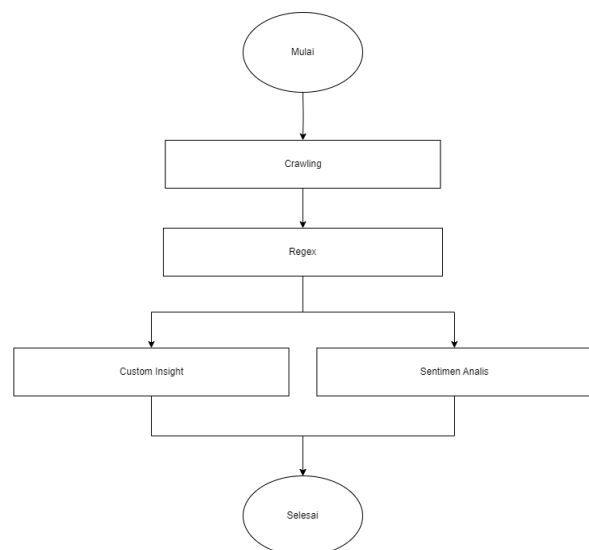 Mulai
Crawling
Regex
Custom Insight
Sentimen Analis
Selesai